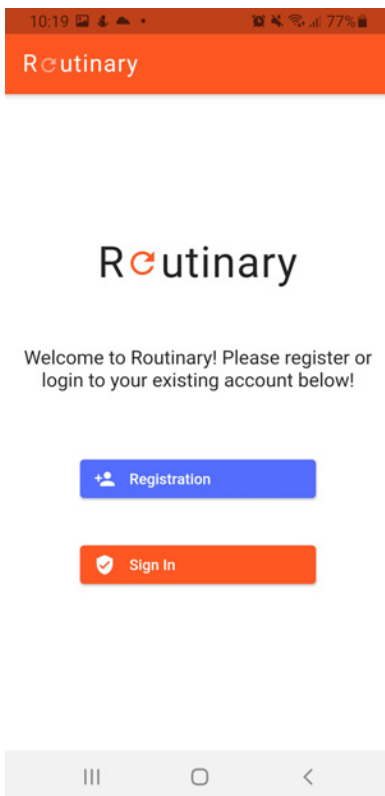 10:19 77%
Routinary
Routinary
Welcome to Routinary! Please register or
login to your existing account below!
Registration
Sign In